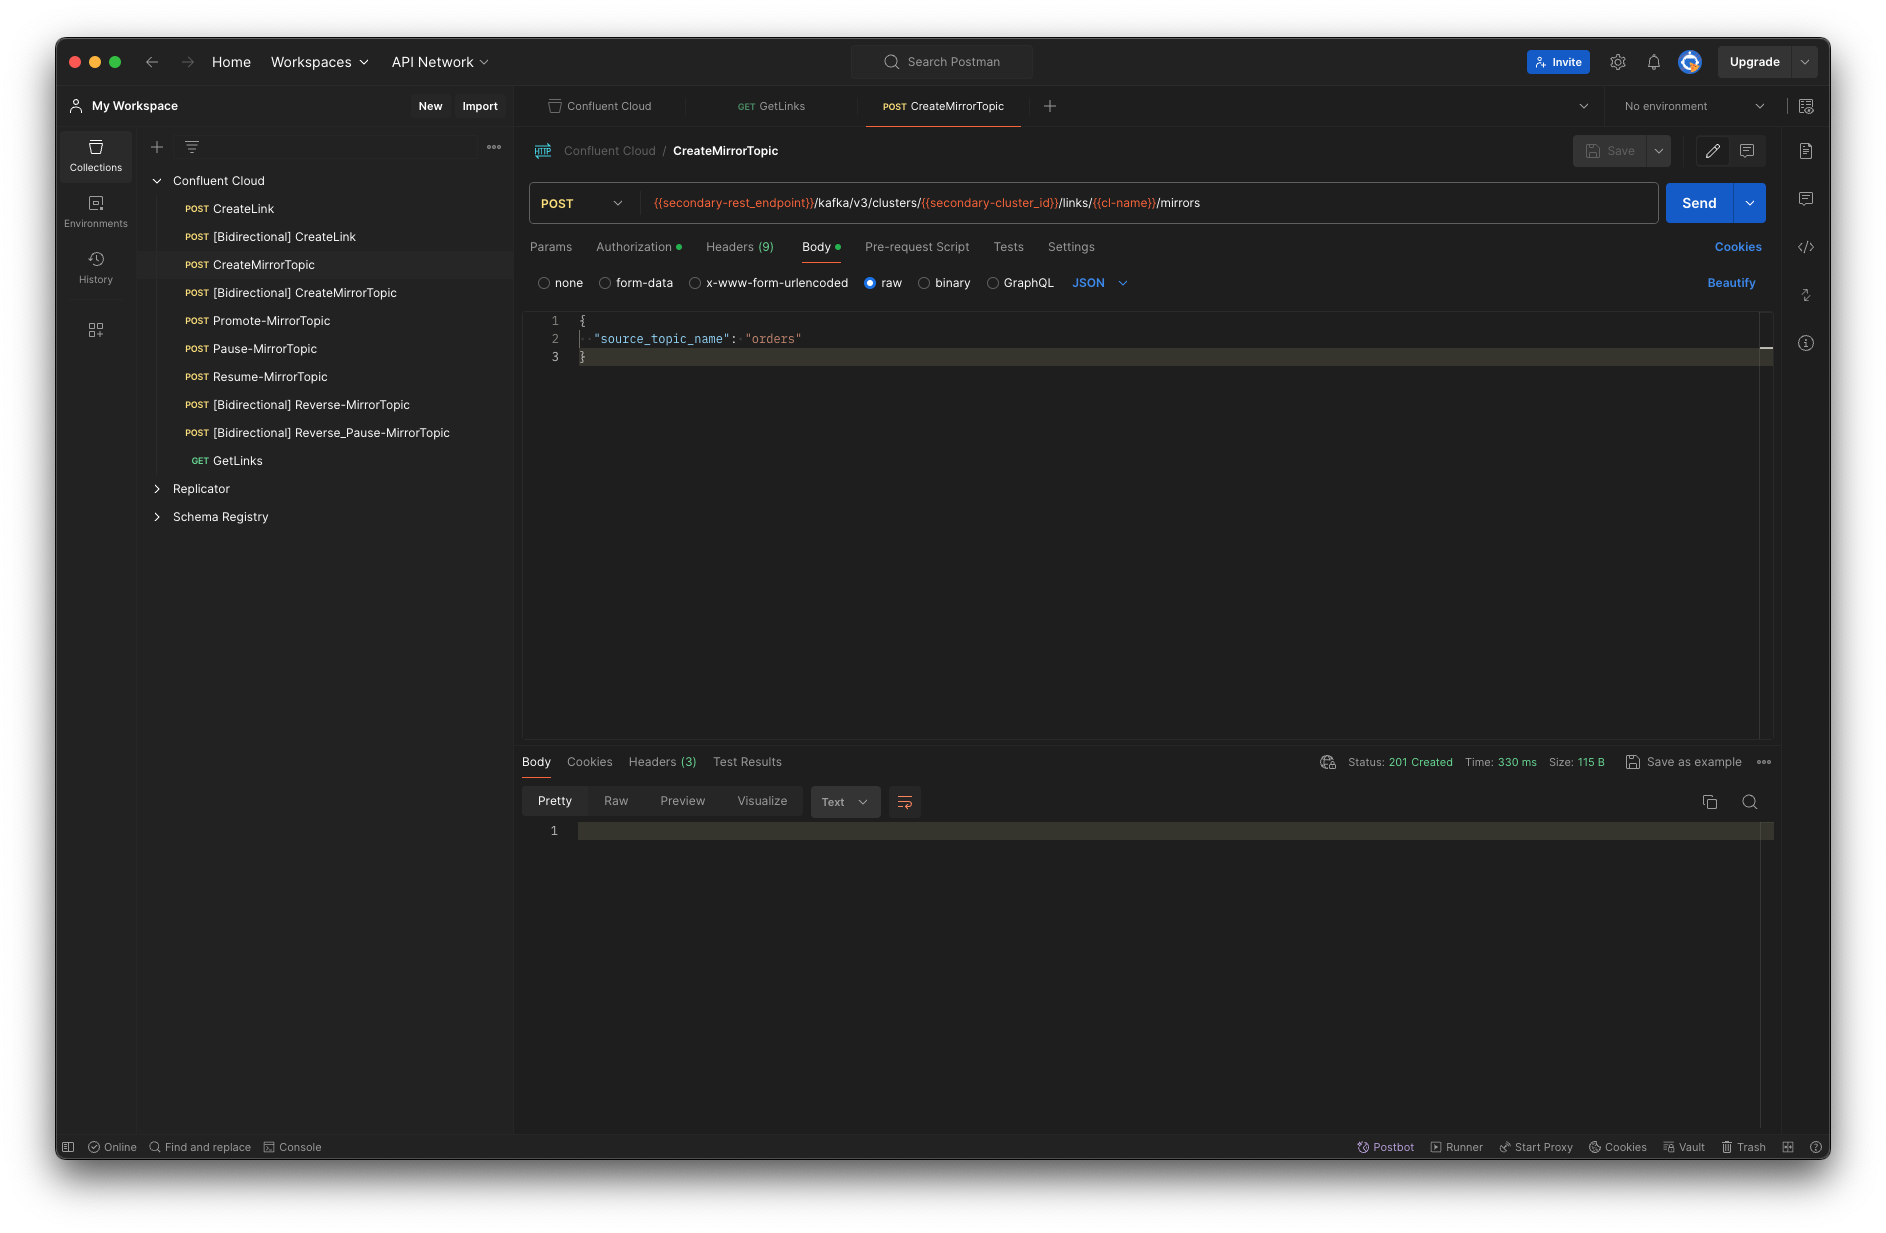 Home Workspaces API Network Search Postman Invite Upgrade
My Workspace New Import
Confluent Cloud GET GetLinks POST CreateMirrorTopic No environment
Collections
Environments
History
Confluent Cloud
POST CreateLink
POST [Bidirectional] CreateLink
POST CreateMirrorTopic
POST [Bidirectional] CreateMirrorTopic
POST Promote-MirrorTopic
POST Pause-MirrorTopic
POST Resume-MirrorTopic
POST [Bidirectional] Reverse-MirrorTopic
POST [Bidirectional] Reverse_Pause-MirrorTopic
GET GetLinks
Replicator
Schema Registry
HTTP Confluent Cloud / CreateMirrorTopic Save
POST {{secondary-rest_endpoint}}/kafka/v3/clusters/{{secondary-cluster_id}}/links/{{cl-name}}/mirrors Send
Params Authorization Headers (9) Body Pre-request Script Tests Settings Cookies
none form-data x-www-form-urlencoded raw binary GraphQL JSON Beautify
1 {
2 "source_topic_name": "orders"
3 }
Body Cookies Headers (3) Test Results Status: 201 Created Time: 330 ms Size: 115 B Save as example
Pretty Raw Preview Visualize Text
1
Online Find and replace Console Postbot Runner Start Proxy Cookies Vault Trash